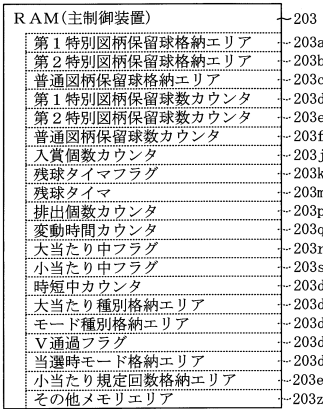 RAM(主制御装置) 203
第1特別図柄保留球格納エリア 203a
第2特別図柄保留球格納エリア 203b
普通図柄保留球格納エリア 203c
第1特別図柄保留球数カウンタ 203d
第2特別図柄保留球数カウンタ 203e
普通図柄保留球数カウンタ 203f
入賞個数カウンタ 203j
残球タイマフラグ 203k
残球タイマ 203m
排出個数カウンタ 203p
変動時間カウンタ 203q
大当たり中フラグ 203r
小当たり中フラグ 203s
時短中カウンタ 203d
大当たり種別格納エリア 203d
モード種別格納エリア 203d
V通過フラグ 203d
当選時モード格納エリア 203d
小当たり規定回数格納エリア 203e
その他メモリエリア 203z